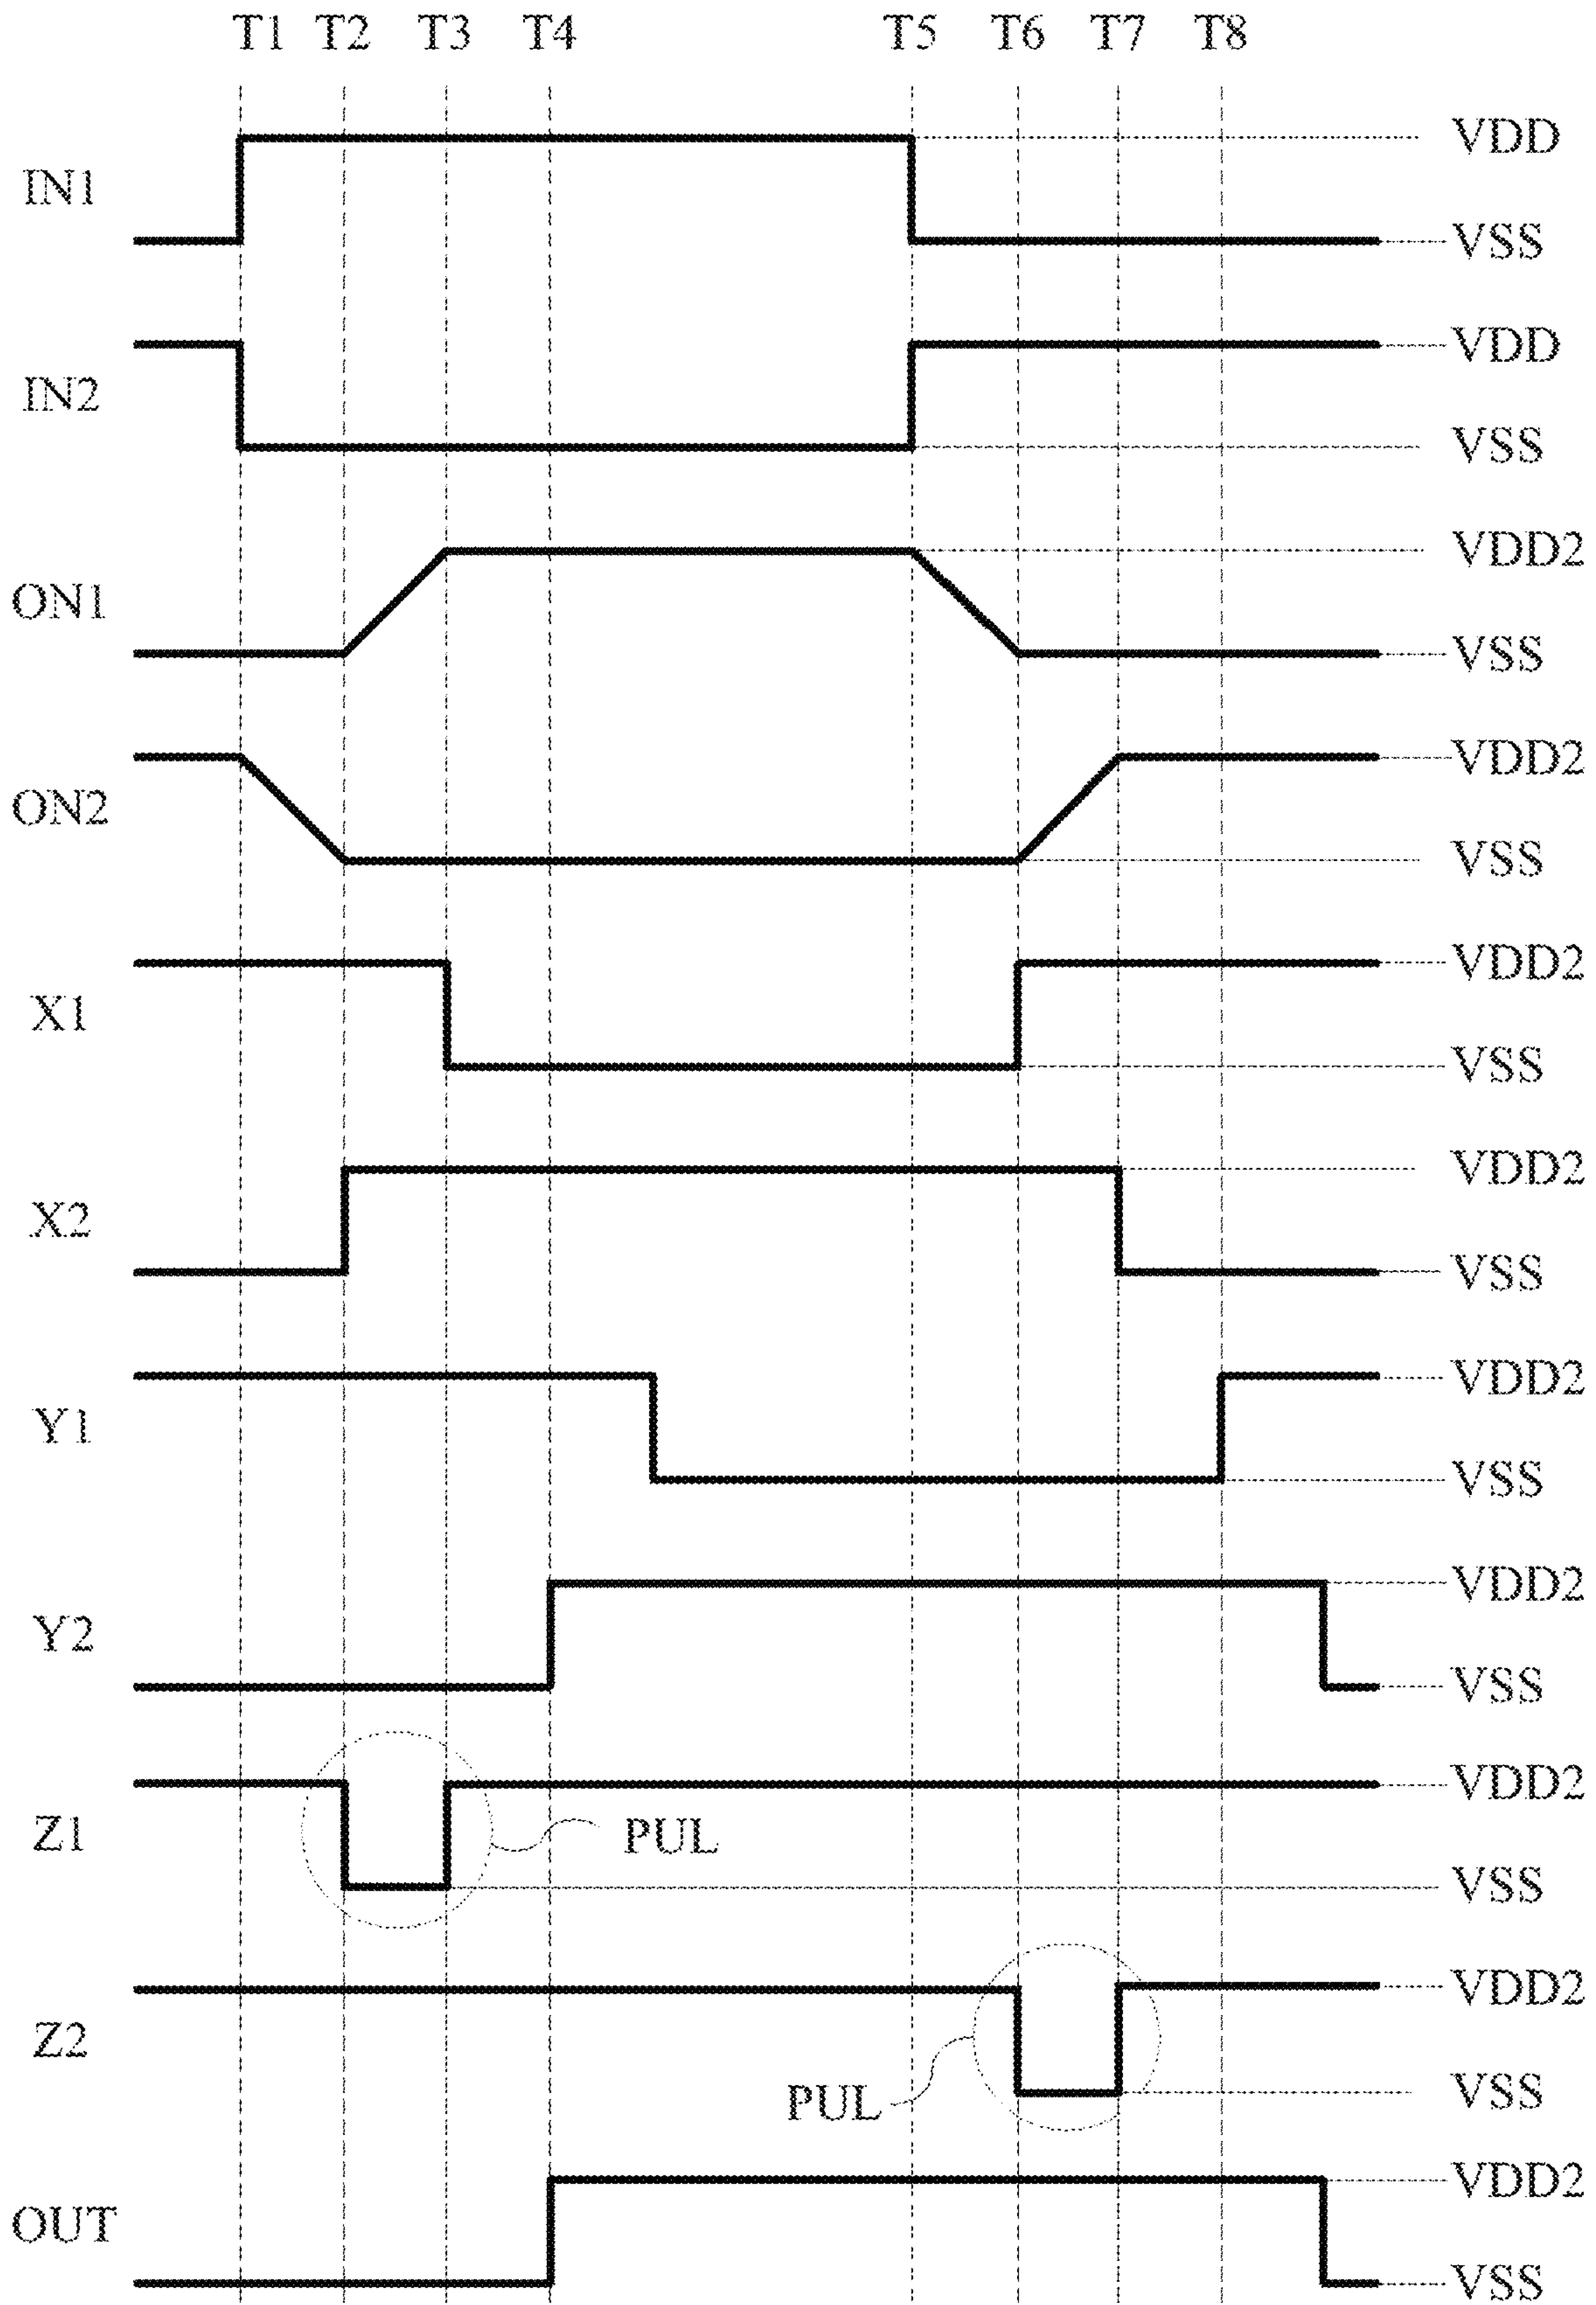 T1 T2 T3 T4 T5 T6 T7 T8
VDD
IN1
VSS
VDD
IN2
VSS
VDD2
ON1
VSS
VDD2
ON2
VSS
VDD2
X1
VSS
VDD2
X2
VSS
VDD2
Y1
VSS
VDD2
Y2
VSS
VDD2
Z1 PUL
VSS
VDD2
Z2
PUL VSS
VDD2
OUT
VSS